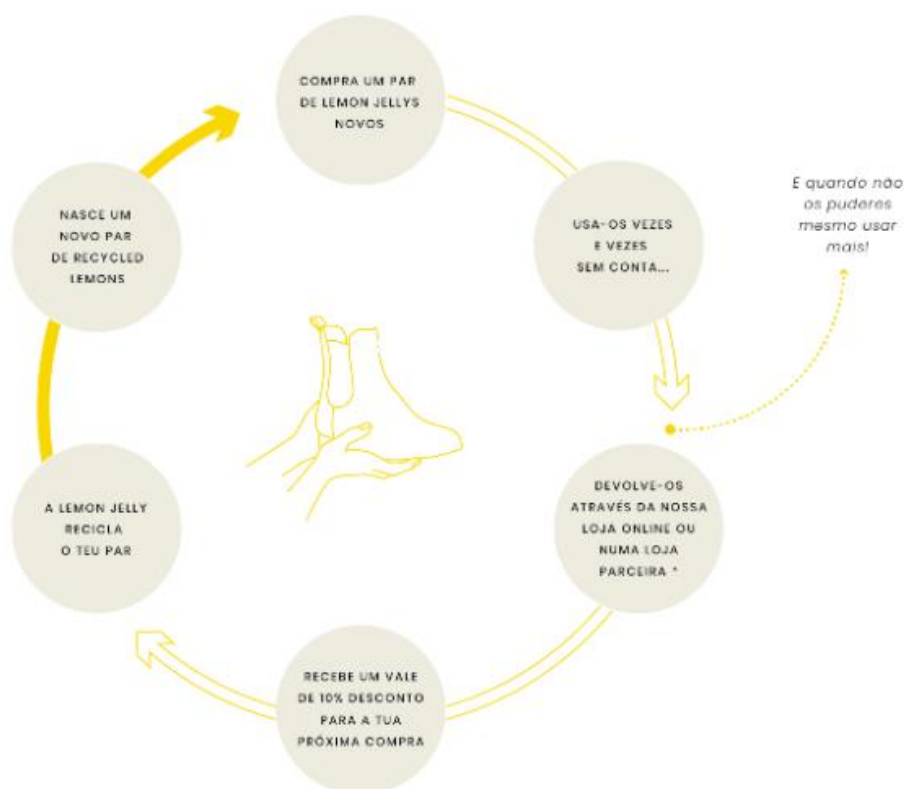 COMPRA UM PAR
DE LEMON JELLYS
NOVOS
USA-OS VEZES
E VEZES
SEM CONTA...
E quando não
os puderes
mesmo usar
mais!
DEVOLVE-OS
ATRAVÉS DA NOSSA
LOJA ONLINE OU
NUMA LOJA
PARCEIRA *
RECEBE UM VALE
DE 10% DESCONTO
PARA A TUA
PRÓXIMA COMPRA
A LEMON JELLY
RECICLA
O TEU PAR
NASCE UM
NOVO PAR
DE RECYCLED
LEMONS